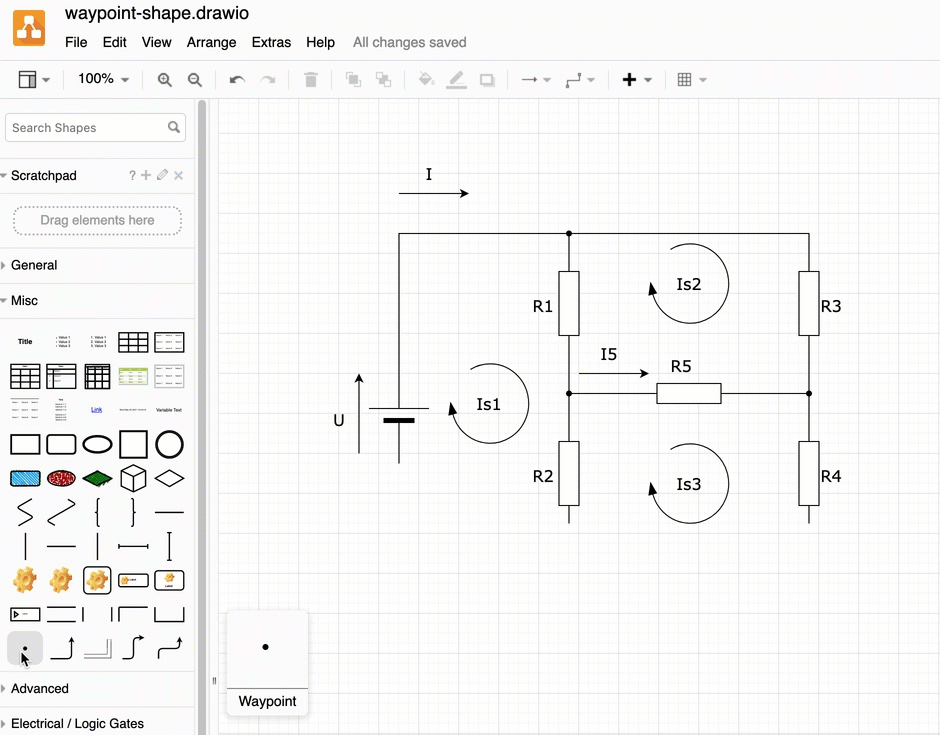 waypoint-shape.drawio
File Edit View Arrange Extras Help All changes saved
100%
Search Shapes
Scratchpad ?
Drag elements here
General
Misc
Title
Link
Variable Text
Advanced
Electrical / Logic Gates
Waypoint
I
R1
Is2
R3
I5
R5
U
Is1
R2
Is3
R4